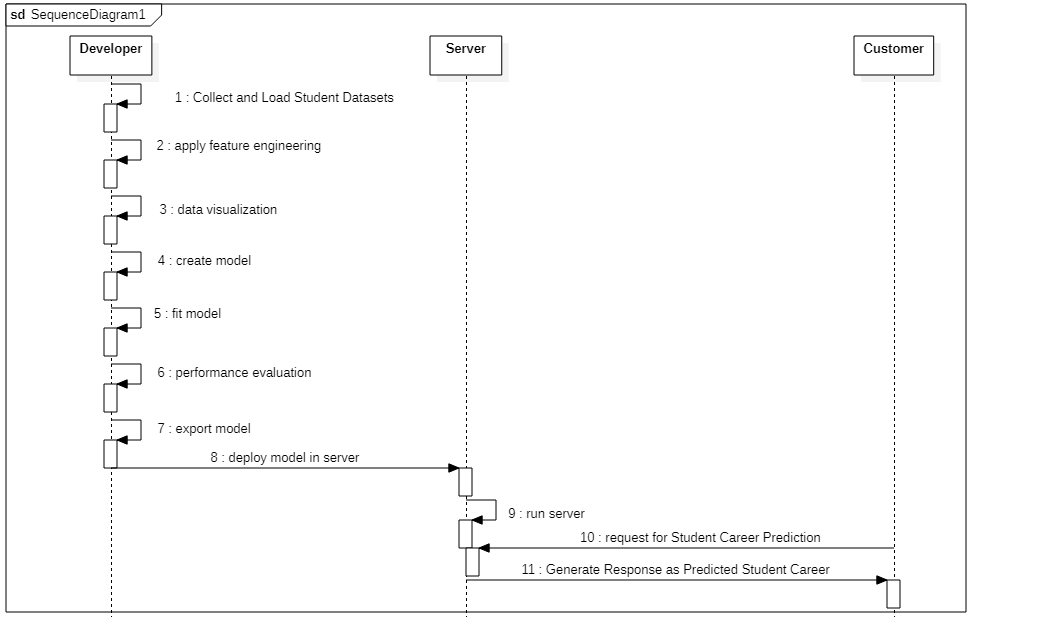 sd SequenceDiagram1
Developer
Server
Customer
1 : Collect and Load Student Datasets
2 : apply feature engineering
3 : data visualization
4 : create model
5 : fit model
6 : performance evaluation
7 : export model
8 : deploy model in server
9 : run server
10 : request for Student Career Prediction
11 : Generate Response as Predicted Student Career